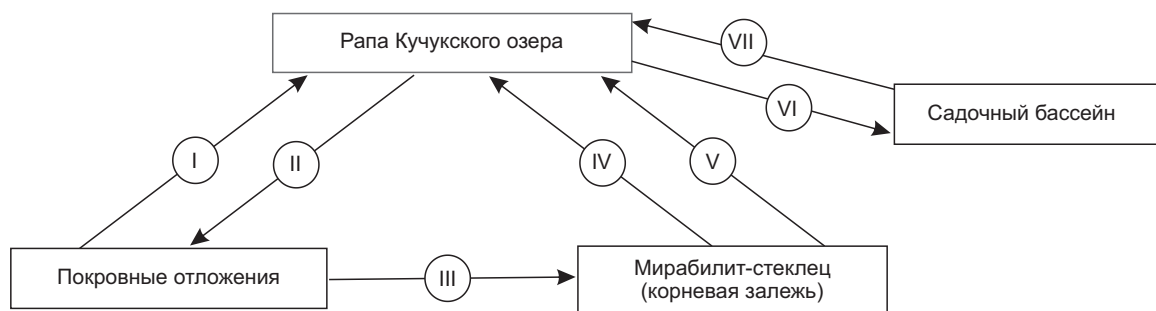 Рапа Кучукского озера
VII
VI
Садочный бассейн
I
II
IV
V
Покровные отложения
III
Мирабилит-стеклец
(корневая залежь)